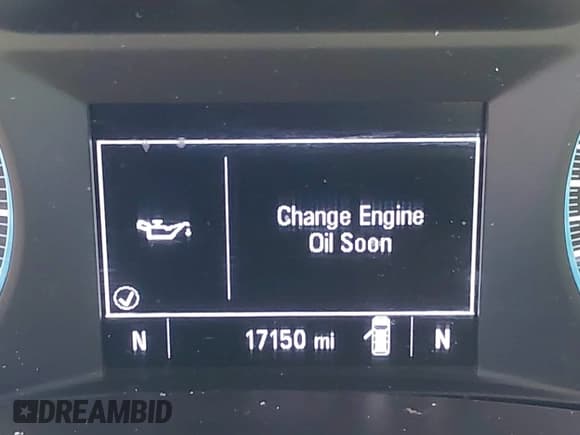 Change Engine
Oil Soon
N 17150 mi N
DREAMBID